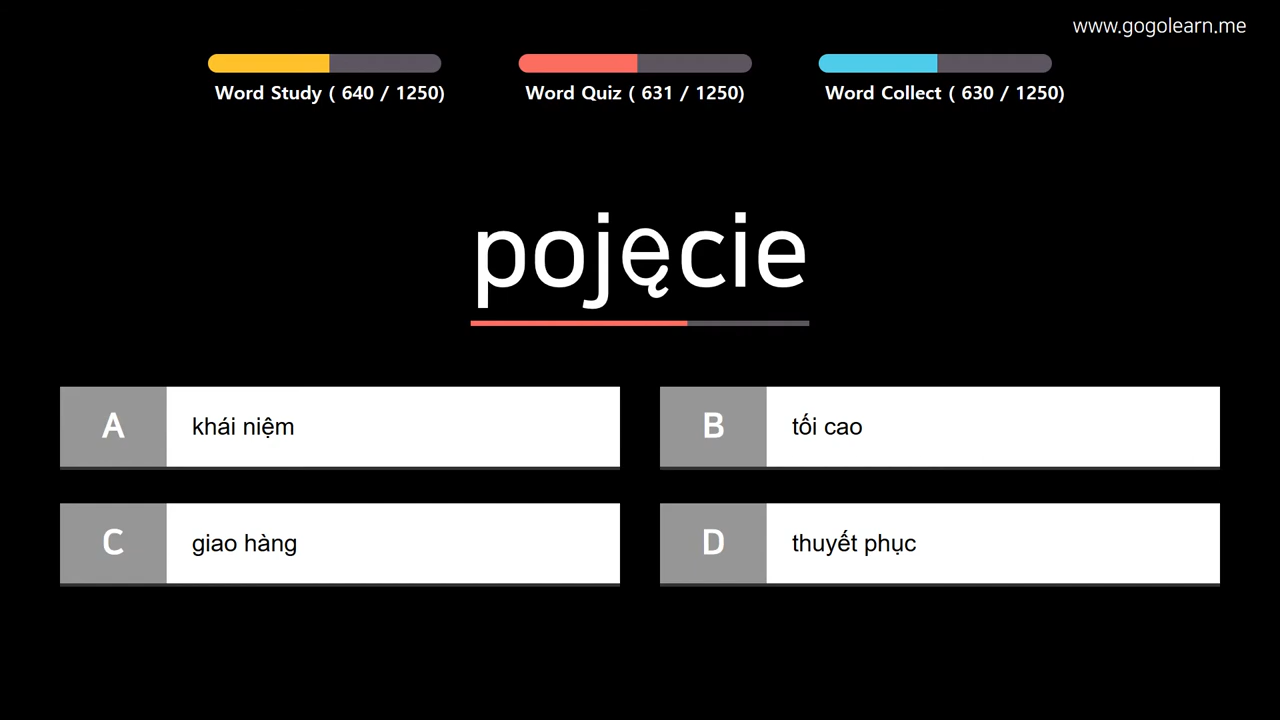 www.gogolearn.me
Word Study ( 640 / 1250)
Word Quiz ( 631 / 1250)
Word Collect ( 630 / 1250)
pojęcie
A khái niệm
B tối cao
C giao hàng
D thuyết phục